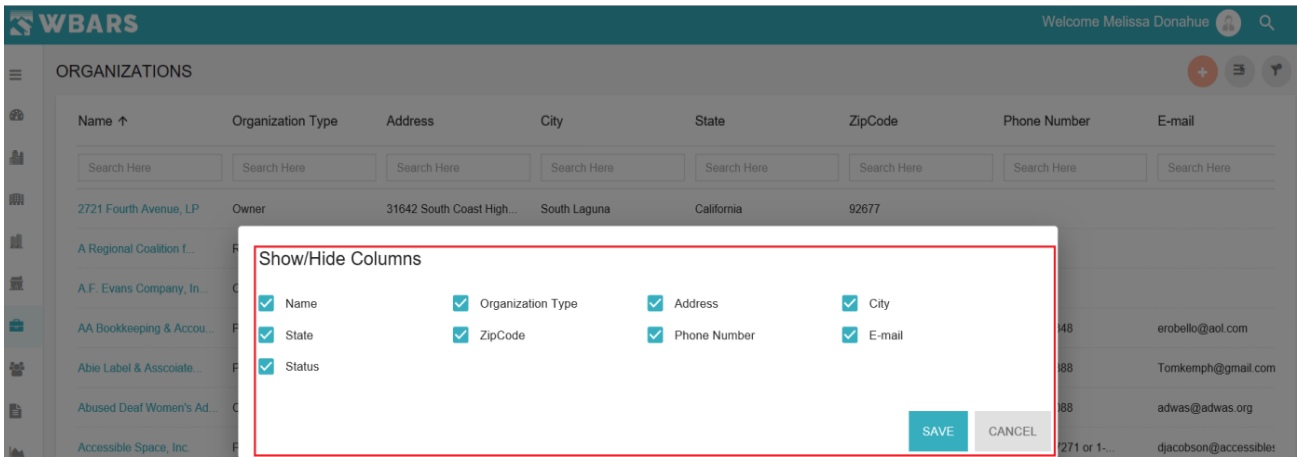 WBARS
Welcome Melissa Donahue
ORGANIZATIONS
Name ↑ Organization Type Address City State ZipCode Phone Number E-mail
Search Here Search Here Search Here Search Here Search Here Search Here Search Here Search Here
2721 Fourth Avenue, LP Owner 31642 South Coast High... South Laguna California 92677
A Regional Coalition f...
A.F. Evans Company, In...
AA Bookkeeping & Accou... erobello@aol.com
Abie Label & Asscoiate... Tomkemph@gmail.com
Abused Deaf Women's Ad... adwas@adwas.org
Accessible Space, Inc. 7271 or 1-... djacobson@accessibles
Show/Hide Columns
Name Organization Type Address City
State ZipCode Phone Number E-mail
Status
SAVE CANCEL